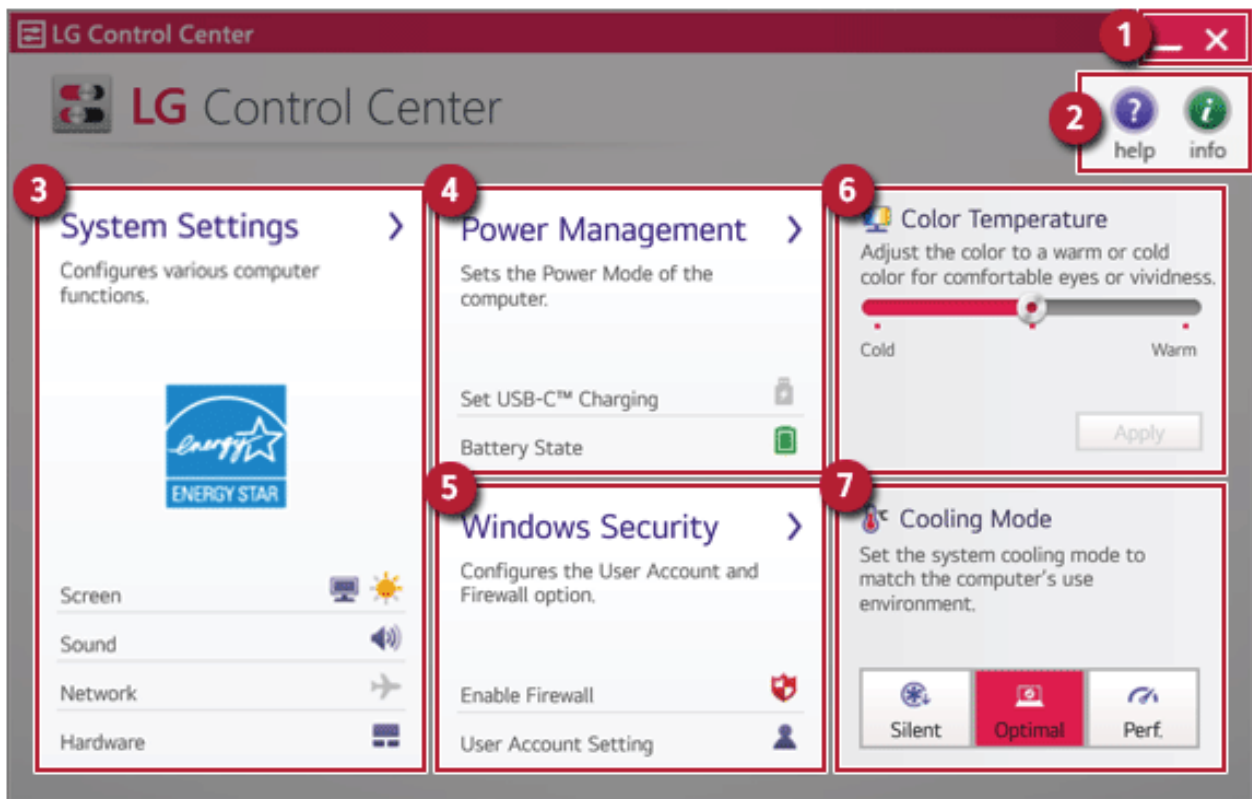 LG Control Center
1
LG Control Center
2
? i
help info
3
System Settings >
Configures various computer
functions.
energy
ENERGY STAR
Screen
Sound
Network
Hardware
4
Power Management >
Sets the Power Mode of the
computer.
Set USB-C™ Charging
Battery State
5
Windows Security >
Configures the User Account and
Firewall option.
Enable Firewall
User Account Setting
6
Color Temperature
Adjust the color to a warm or cold
color for comfortable eyes or vividness.
Cold Warm
Apply
7
°C Cooling Mode
Set the system cooling mode to
match the computer's use
environment.
Silent Optimal Perf.